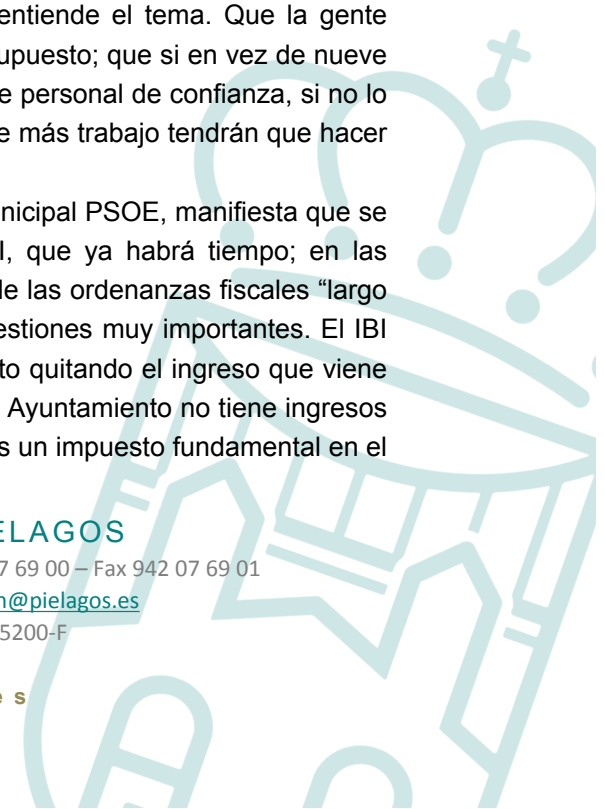 entiende el tema. Que la gente
upuesto; que si en vez de nueve
e personal de confianza, si no lo
e más trabajo tendrán que hacer
nicipal PSOE, manifiesta que se
I, que ya habrá tiempo; en las
de las ordenanzas fiscales “largo
estiones muy importantes. El IBI
to quitando el ingreso que viene
Ayuntamiento no tiene ingresos
s un impuesto fundamental en el
ELAGOS
7 69 00 – Fax 942 07 69 01
n@pielagos.es
5200-F
e s